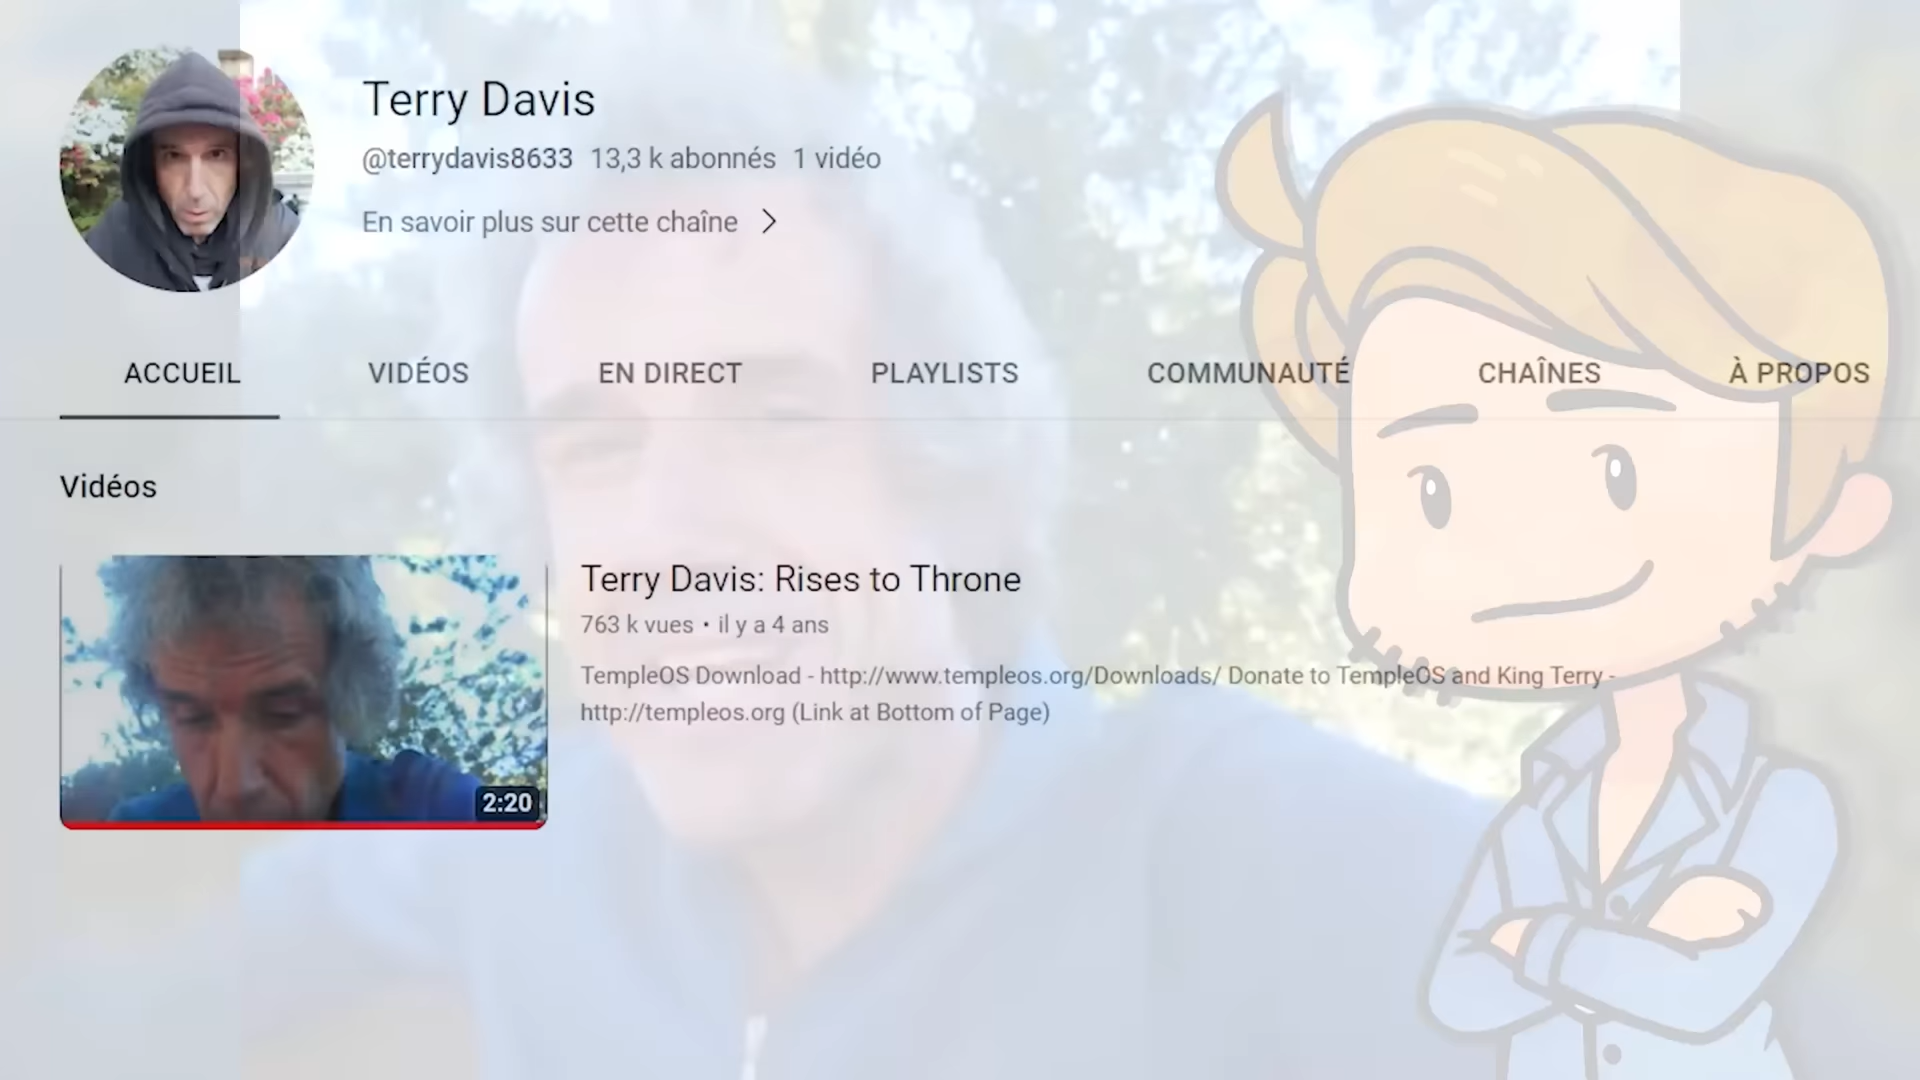 Terry Davis
@terrydavis8633 13,3 k abonnés 1 vidéo
En savoir plus sur cette chaîne
ACCUEIL VIDÉOS EN DIRECT PLAYLISTS COMMUNAUTÉ CHAÎNES À PROPOS
Vidéos
2:20
Terry Davis: Rises to Throne
763 k vues • il y a 4 ans
TempleOS Download - http://www.templeos.org/Downloads/ Donate to TempleOS and King Terry -
http://templeos.org (Link at Bottom of Page)